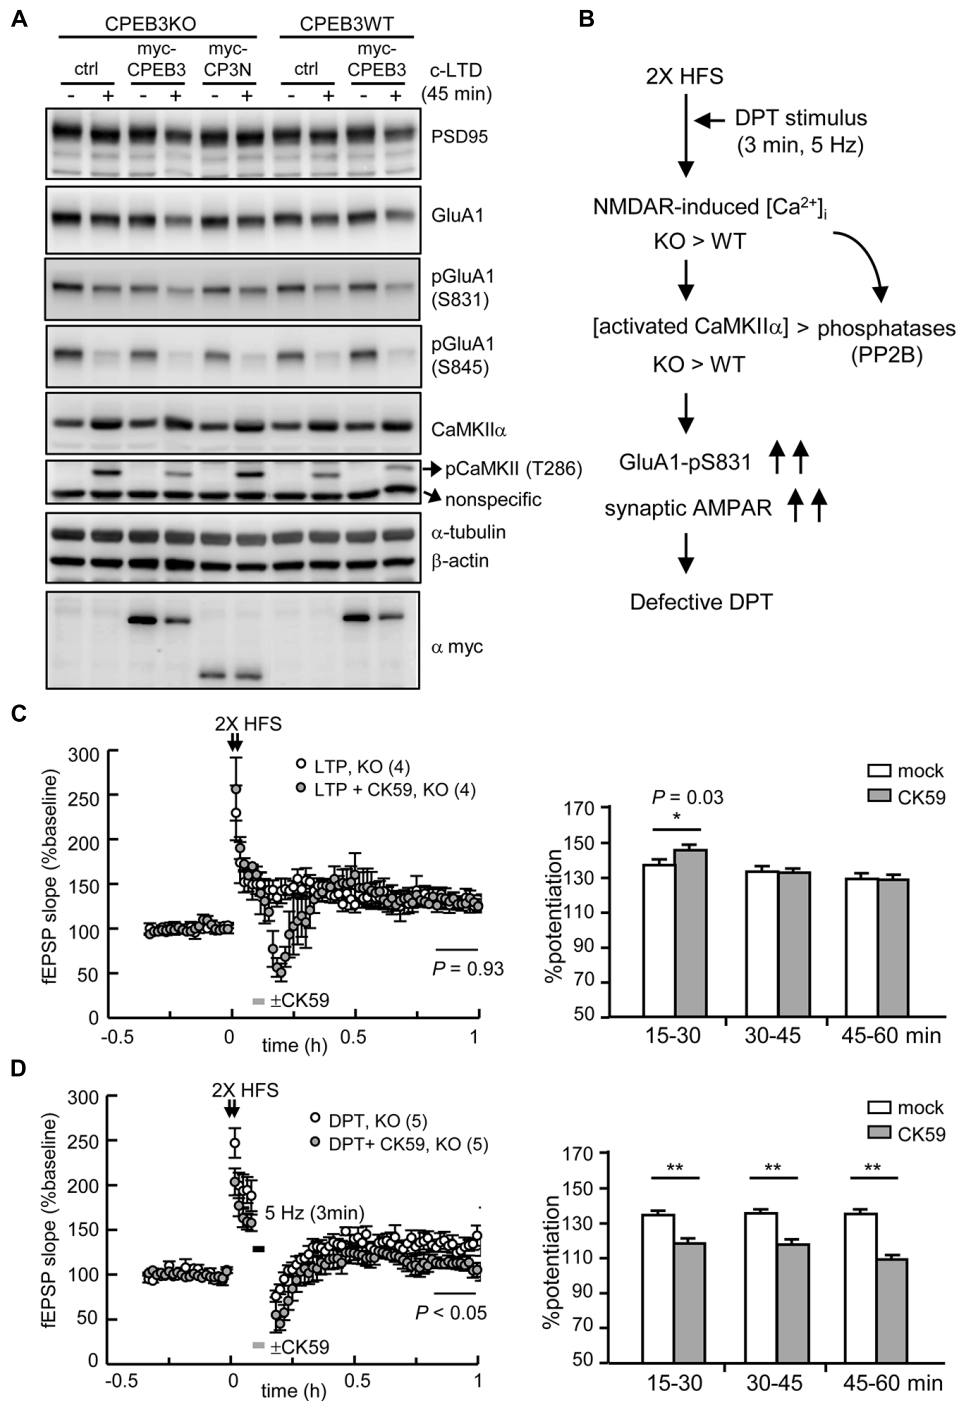 A
CPEB3KO
CPEB3WT
ctrl
myc-
CPEB3
myc-
CP3N
ctrl
myc-
CPEB3
c-LTD
(45 min)
- + - + - + - + - +
PSD95
GluA1
pGluA1
(S831)
pGluA1
(S845)
CaMKIIα
pCaMKII (T286)
nonspecific
α-tubulin
β-actin
α myc
B
2X HFS
DPT stimulus
(3 min, 5 Hz)
NMDAR-induced [Ca²⁺]ᵢ
KO > WT
[activated CaMKIIα] > phosphatases
(PP2B)
KO > WT
GluA1-pS831
synaptic AMPAR
Defective DPT
C
2X HFS
LTP, KO (4)
LTP + CK59, KO (4)
fEPSP slope (%baseline)
300
250
200
150
100
50
0
P = 0.93
±CK59
-0.5 0 0.5 1
time (h)
mock
CK59
P = 0.03
*
%potentiation
170
150
130
110
90
70
50
15-30 30-45 45-60 min
D
2X HFS
DPT, KO (5)
DPT+ CK59, KO (5)
fEPSP slope (%baseline)
300
250
200
150
100
50
0
5 Hz (3min)
P < 0.05
±CK59
-0.5 0 0.5 1
time (h)
mock
CK59
** ** **
%potentiation
170
150
130
110
90
70
50
15-30 30-45 45-60 min